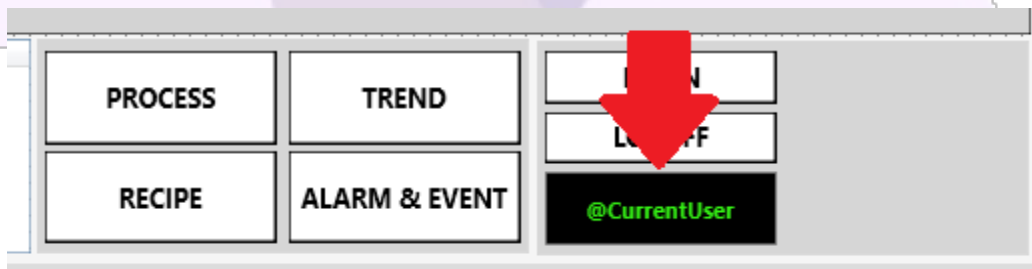 PROCESS
TREND
RECIPE
ALARM & EVENT
@CurrentUser